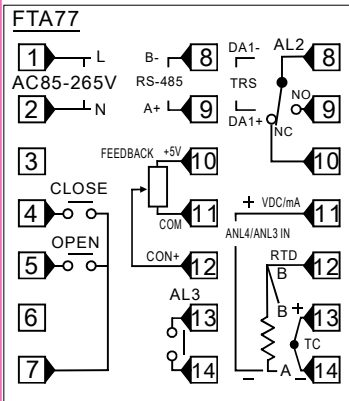 FTA77
1 L B- 8 DA1- AL2 8
AC85-265V RS-485 TRS NO
2 N A+ 9 DA1+ NC 9
3 FEEDBACK +5V 10 10
CLOSE
4 COM 11 + VDC/mA 11
OPEN ANL4/ANL3 IN
5 CON+ 12 RTD B 12
AL3 B +
6 13 13
TC
7 14 - A - 14